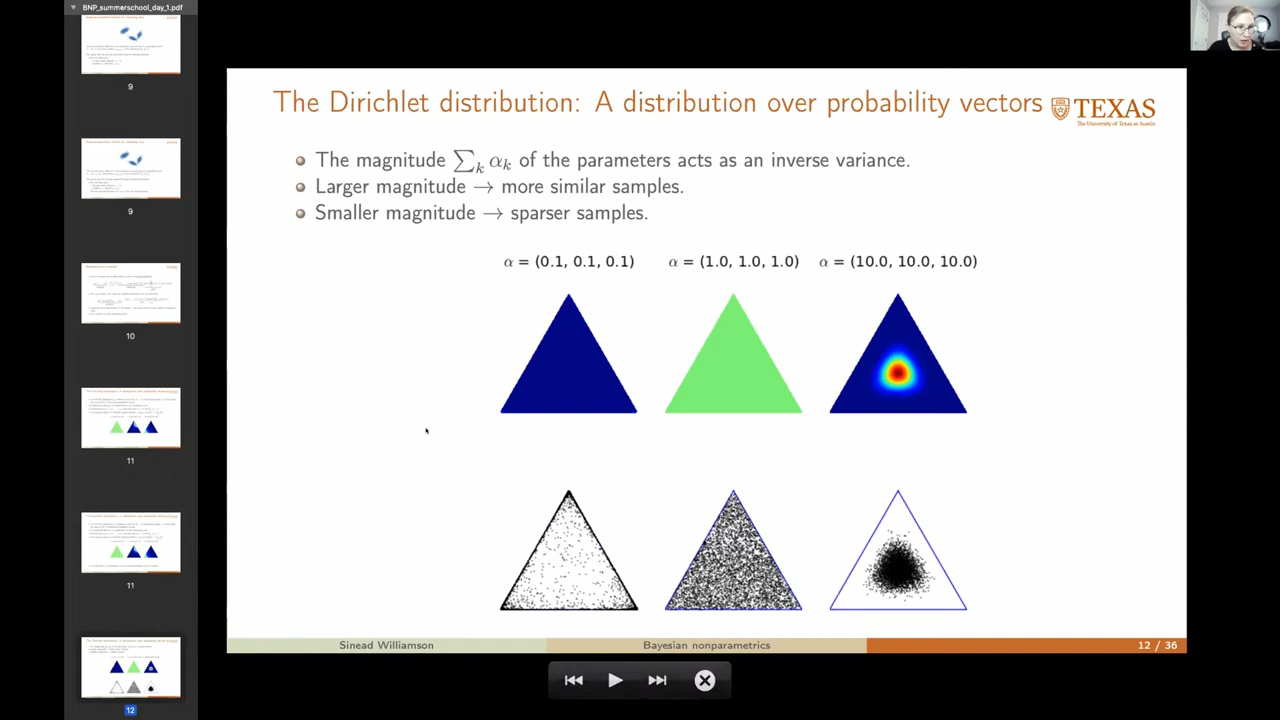 BNP_summerschool_day_1.pdf
9
9
10
11
11
12
The Dirichlet distribution: A distribution over probability vectors
TEXAS
The University of Texas at Austin
The magnitude ∑_k α_k of the parameters acts as an inverse variance.
Larger magnitude → more similar samples.
Smaller magnitude → sparser samples.
α = (0.1, 0.1, 0.1) α = (1.0, 1.0, 1.0) α = (10.0, 10.0, 10.0)
Sinead Williamson Bayesian nonparametrics 12 / 36